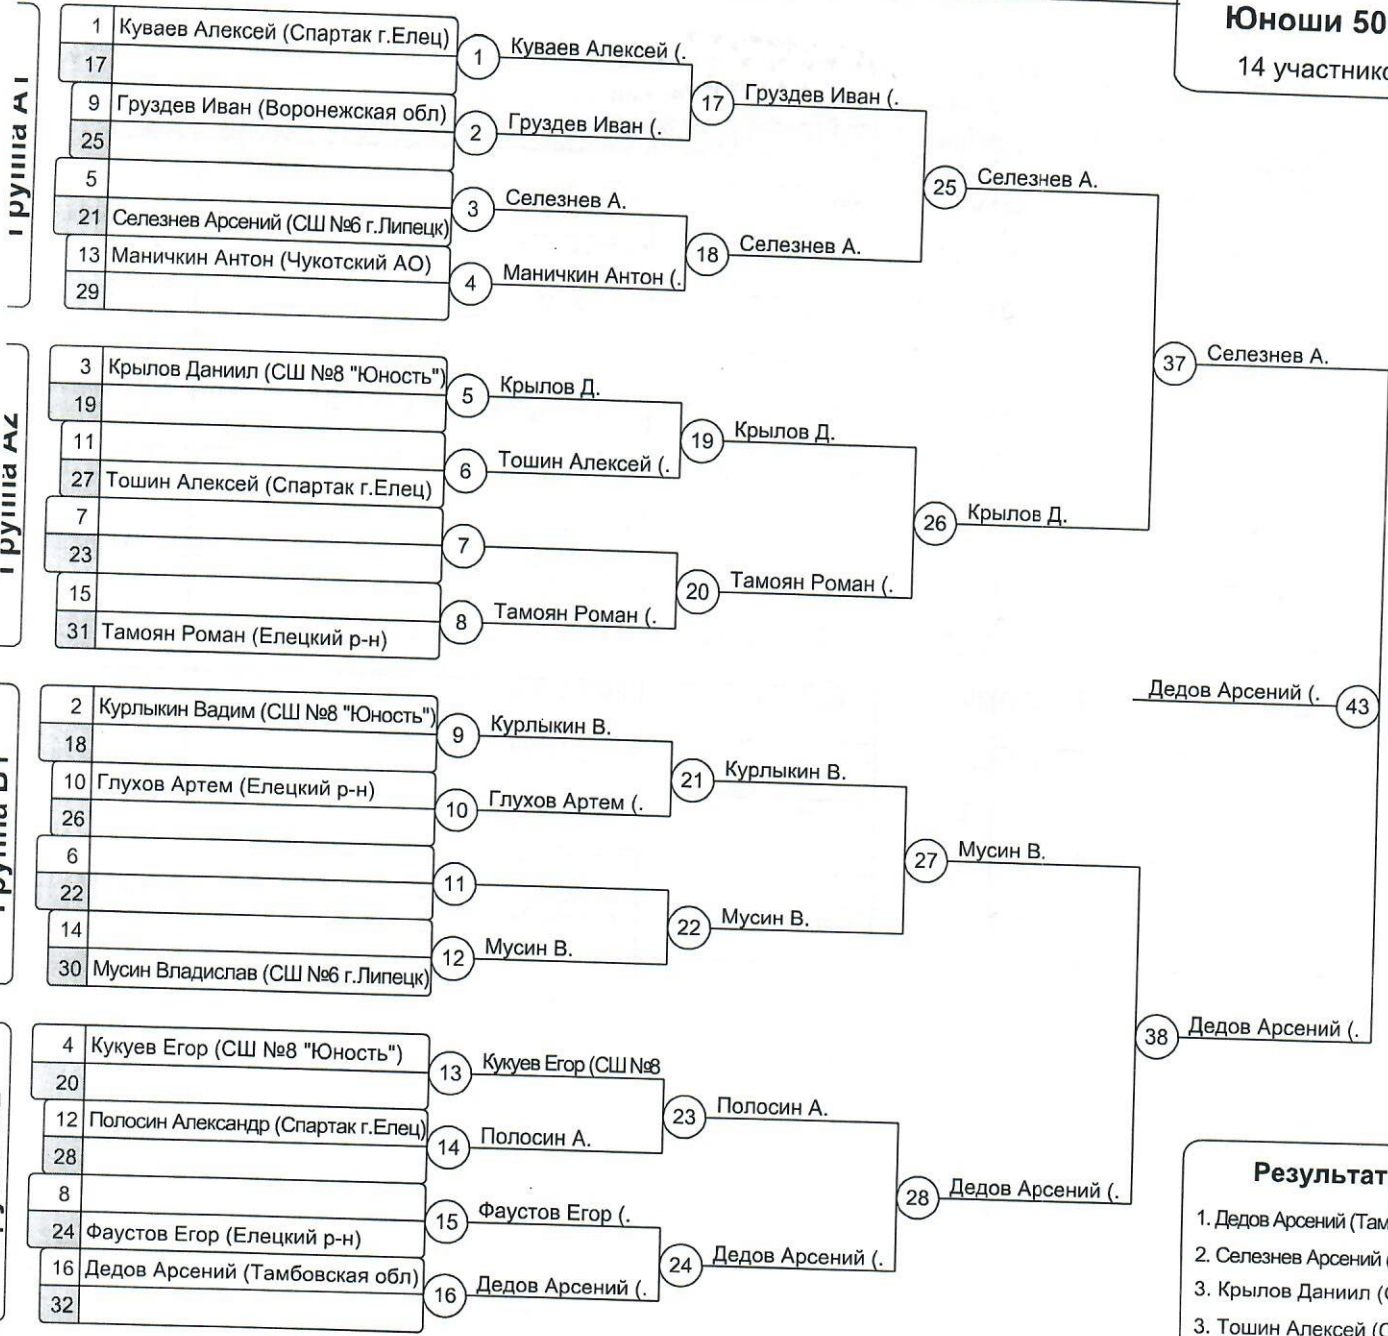 Юноши 50
14 участнико
Группа А1
1 Куваев Алексей (Спартак г.Елец)
17
9 Груздев Иван (Воронежская обл)
25
5
21 Селезнев Арсений (СШ №6 г.Липецк)
13 Маничкин Антон (Чукотский АО)
29
1 Куваев Алексей (.
2 Груздев Иван (.
3 Селезнев А.
4 Маничкин Антон (.
17 Груздев Иван (.
18 Селезнев А.
25 Селезнев А.
Группа А2
3 Крылов Даниил (СШ №8 "Юность")
19
11
27 Тошин Алексей (Спартак г.Елец)
7
23
15
31 Тамоян Роман (Елецкий р-н)
5 Крылов Д.
6 Тошин Алексей (.
7
8 Тамоян Роман (.
19 Крылов Д.
20 Тамоян Роман (.
26 Крылов Д.
37 Селезнев А.
Дедов Арсений (. 43
2 Курлыкин Вадим (СШ №8 "Юность")
18
10 Глухов Артем (Елецкий р-н)
26
6
22
14
30 Мусин Владислав (СШ №6 г.Липецк)
9 Курлыкин В.
10 Глухов Артем (.
11
12 Мусин В.
21 Курлыкин В.
22 Мусин В.
27 Мусин В.
4 Кукуев Егор (СШ №8 "Юность")
20
12 Полосин Александр (Спартак г.Елец)
28
8
24 Фаустов Егор (Елецкий р-н)
16 Дедов Арсений (Тамбовская обл)
32
13 Кукуев Егор (СШ №8
14 Полосин А.
15 Фаустов Егор (.
16 Дедов Арсений (.
23 Полосин А.
24 Дедов Арсений (.
28 Дедов Арсений (.
38 Дедов Арсений (.
Результат
1. Дедов Арсений (Там
2. Селезнев Арсений (
3. Крылов Даниил (С
3. Тошин Алексей (С